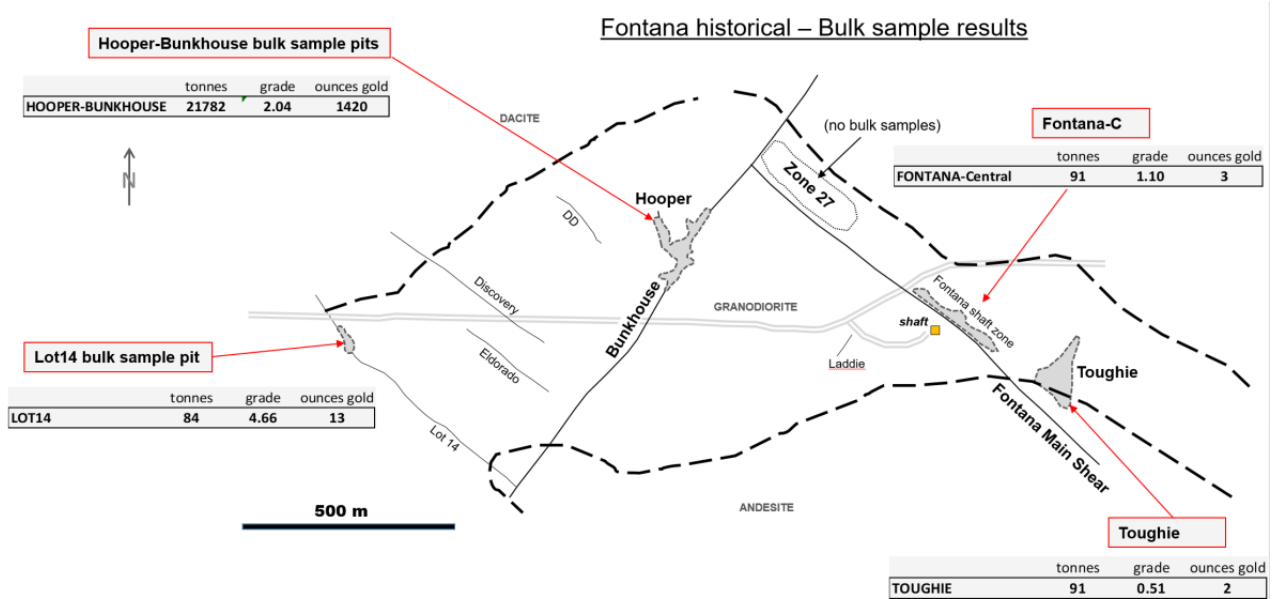 Fontana historical – Bulk sample results
Hooper-Bunkhouse bulk sample pits
tonnes grade ounces gold
HOOPER-BUNKHOUSE 21782 2.04 1420
N
DACITE
(no bulk samples)
Fontana-C
tonnes grade ounces gold
FONTANA-Central 91 1.10 3
Zone 27
Hooper
DD
Discovery
Bunkhouse
GRANODIORITE
Fontana shaft zone
shaft
Laddie
Eldorado
Lot14 bulk sample pit
tonnes grade ounces gold
LOT14 84 4.66 13
Lot 14
Toughie
Fontana Main Shear
500 m
ANDESITE
Toughie
tonnes grade ounces gold
TOUGHIE 91 0.51 2